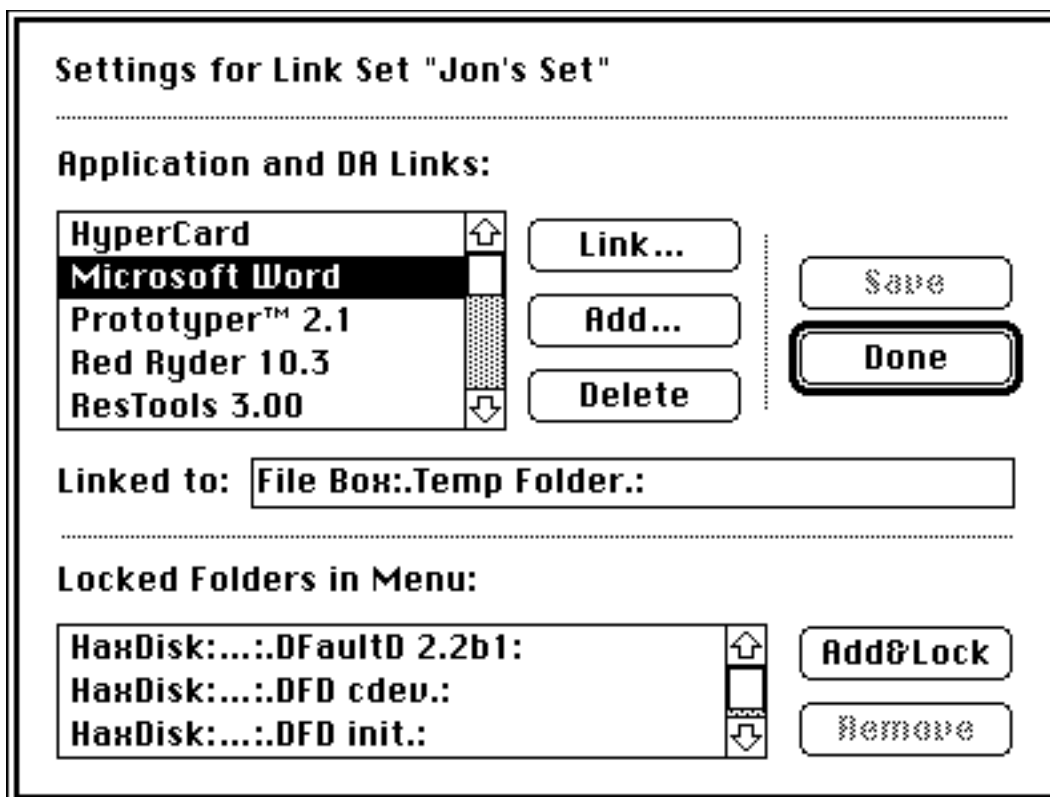 Settings for Link Set "Jon's Set"
Application and DA Links:
HyperCard
Microsoft Word
Prototyper™ 2.1
Red Ryder 10.3
ResTools 3.00
Link...
Add...
Delete
Save
Done
Linked to: File Box:.Temp Folder.:
Locked Folders in Menu:
HaxDisk:...:.DFaultD 2.2b1:
HaxDisk:...:.DFD cdev.:
HaxDisk:...:.DFD init.:
Add&Lock
Remove